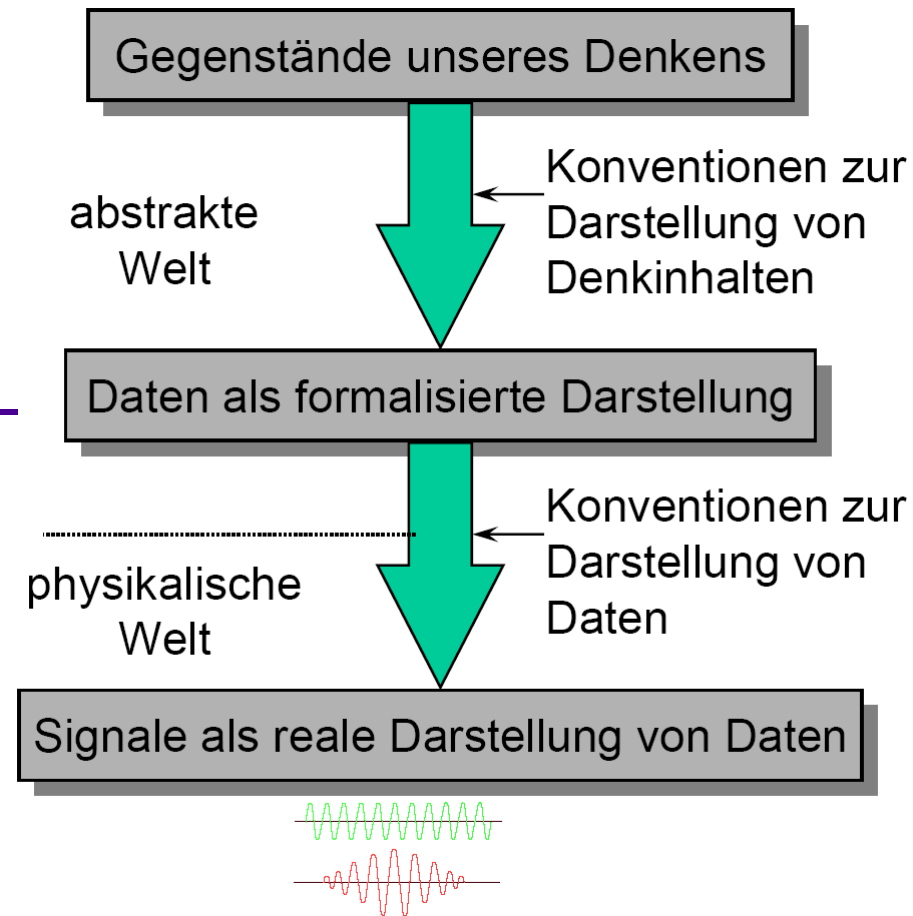 Gegenstände unseres Denkens
abstrakte
Welt
Konventionen zur
Darstellung von
Denkinhalten
Daten als formalisierte Darstellung
physikalische
Welt
Konventionen zur
Darstellung von
Daten
Signale als reale Darstellung von Daten